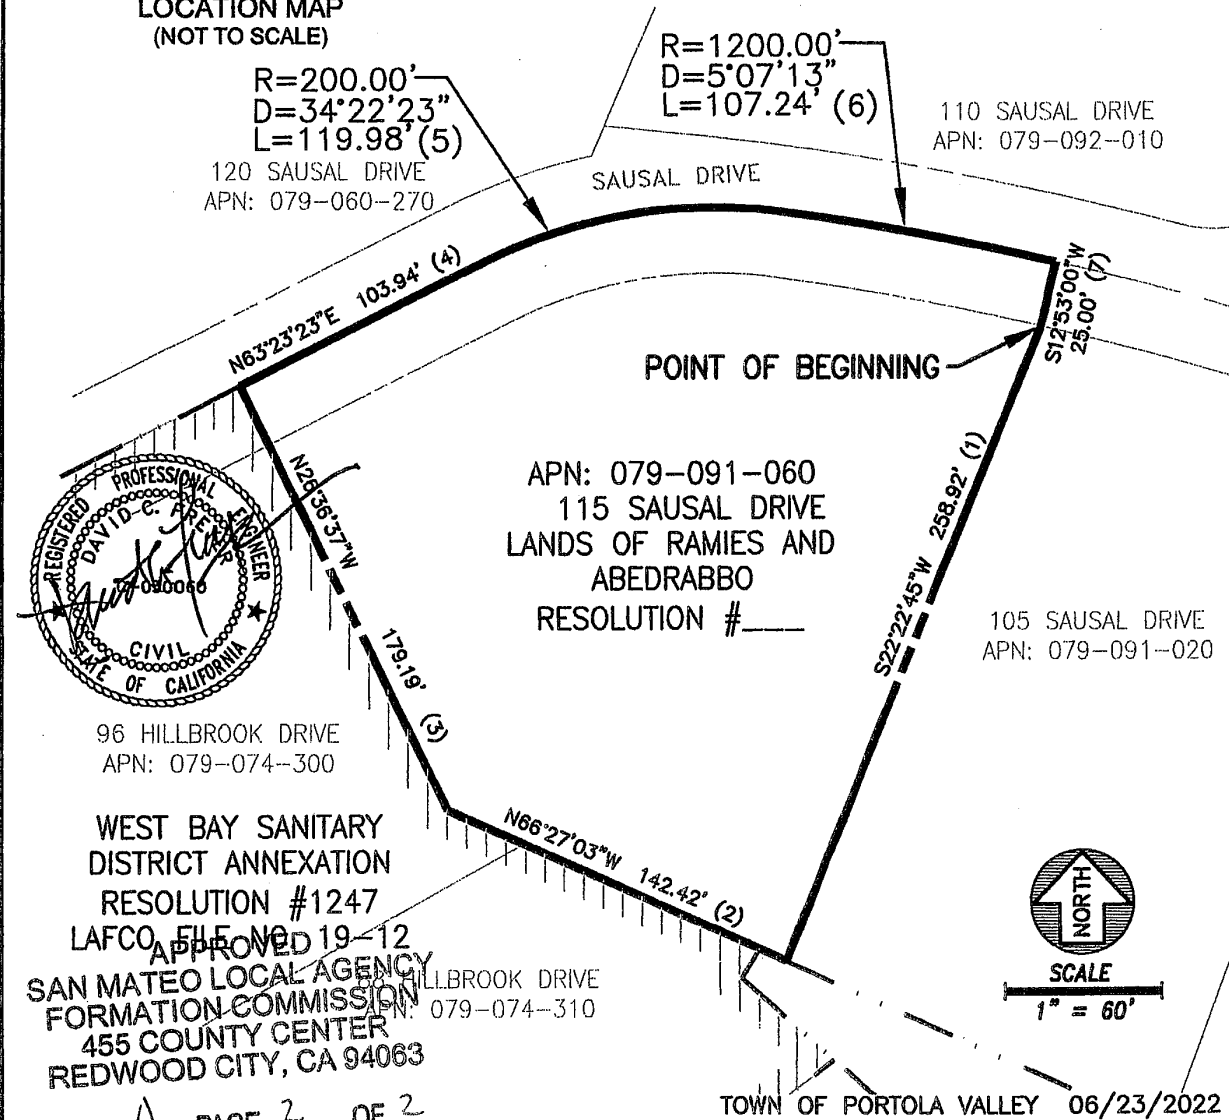 LOCATION MAP
(NOT TO SCALE)
R=200.00'
D=34°22'23"
L=119.98' (5)
R=1200.00'
D=5°07'13"
L=107.24' (6)
120 SAUSAL DRIVE
APN: 079-060-270
SAUSAL DRIVE
110 SAUSAL DRIVE
APN: 079-092-010
N63°23'23"E 103.94' (4)
S12°53'00"W
25.00' (7)
POINT OF BEGINNING
N26°36'37"W
179.19' (3)
APN: 079-091-060
115 SAUSAL DRIVE
LANDS OF RAMIES AND
ABEDRABBO
RESOLUTION #___
S22°22'45"W 258.92' (1)
105 SAUSAL DRIVE
APN: 079-091-020
REGISTERED PROFESSIONAL ENGINEER
DAVID C.
CIVIL
STATE OF CALIFORNIA
96 HILLBROOK DRIVE
APN: 079-074-300
N66°27'03"W 142.42' (2)
WEST BAY SANITARY
DISTRICT ANNEXATION
RESOLUTION #1247
LAFCO FILE NO. 19-12
APPROVED
SAN MATEO LOCAL AGENCY
FORMATION COMMISSION
455 COUNTY CENTER
REDWOOD CITY, CA 94063
HILLBROOK DRIVE
APN: 079-074-310
NORTH
SCALE
1" = 60'
PAGE 2 OF 2
TOWN OF PORTOLA VALLEY 06/23/2022